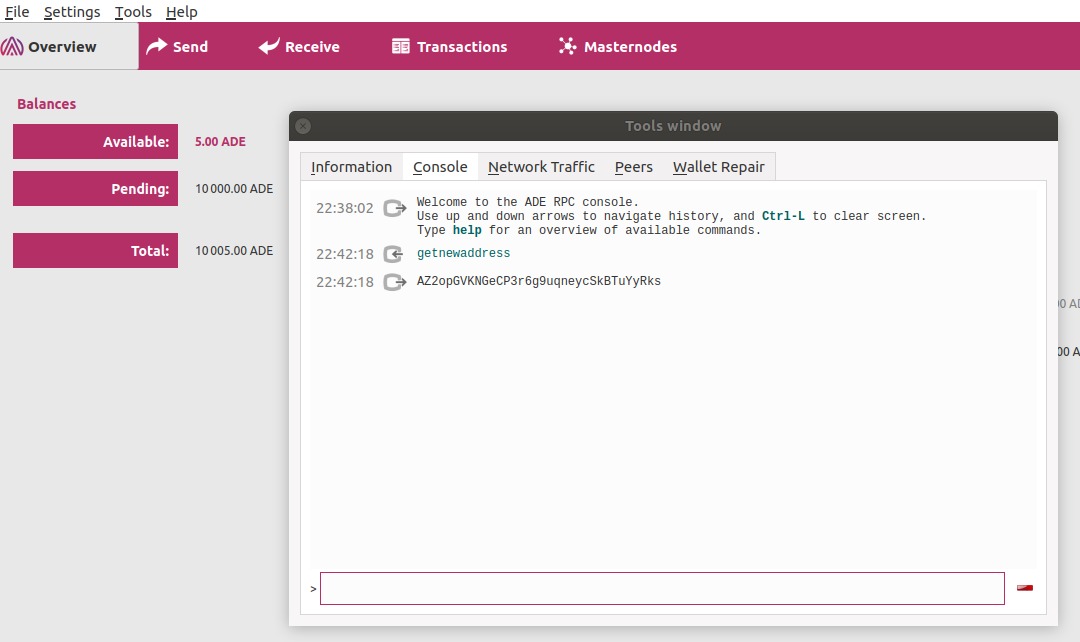 File Settings Tools Help
Overview Send Receive Transactions Masternodes
Balances
Available: 5.00 ADE
Pending: 10 000.00 ADE
Total: 10 005.00 ADE
Tools window
Information Console Network Traffic Peers Wallet Repair
22:38:02 Welcome to the ADE RPC console.
Use up and down arrows to navigate history, and Ctrl-L to clear screen.
Type help for an overview of available commands.
22:42:18 getnewaddress
22:42:18 AZ2opGVKNGeCP3r6g9uqneycSkBTuYyRks
>